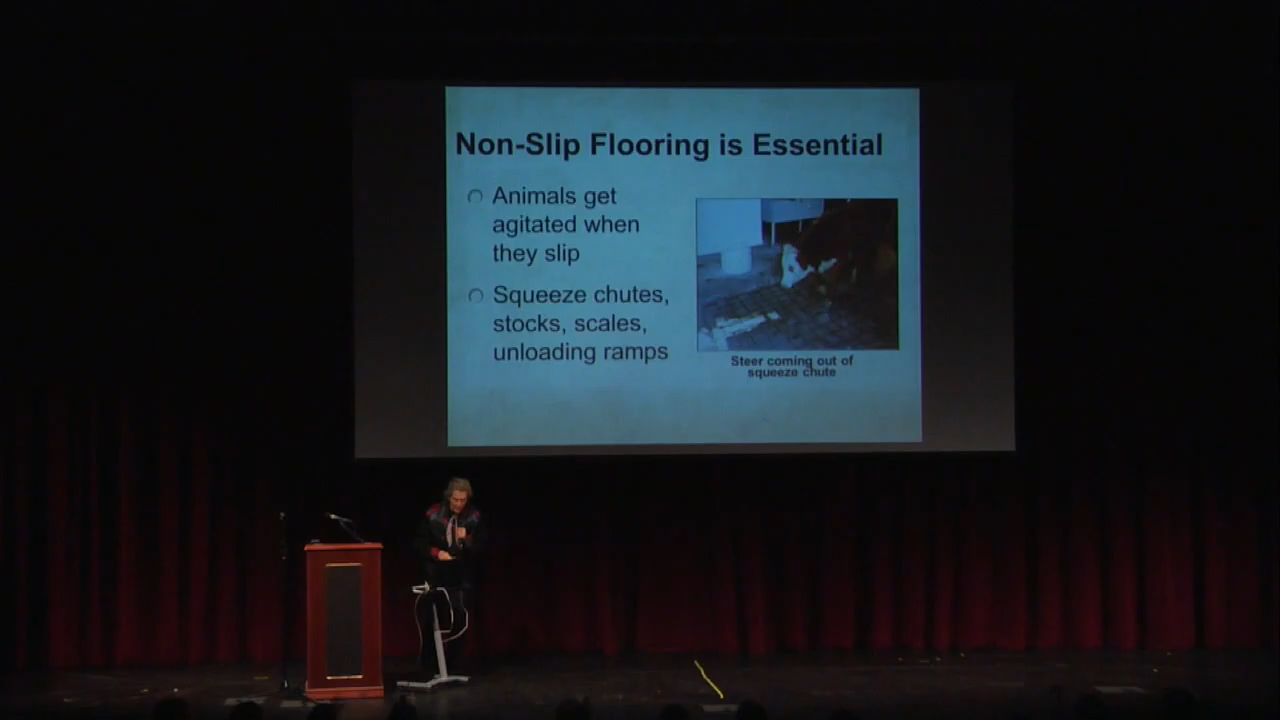 Non-Slip Flooring is Essential
Animals get
agitated when
they slip
Squeeze chutes,
stocks, scales,
unloading ramps
Steer coming out of
squeeze chute